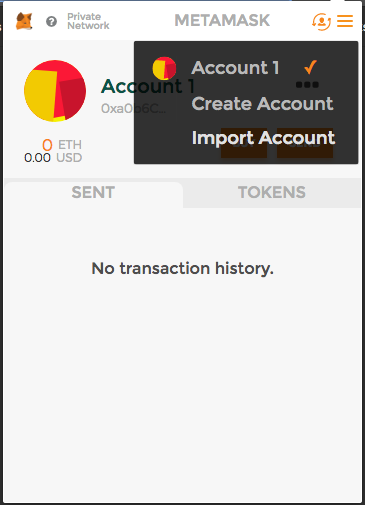 Private
Network
METAMASK
Account 1
Create Account
Import Account
Account 1
0xa0b6C...
0 ETH
0.00 USD
SENT
TOKENS
No transaction history.